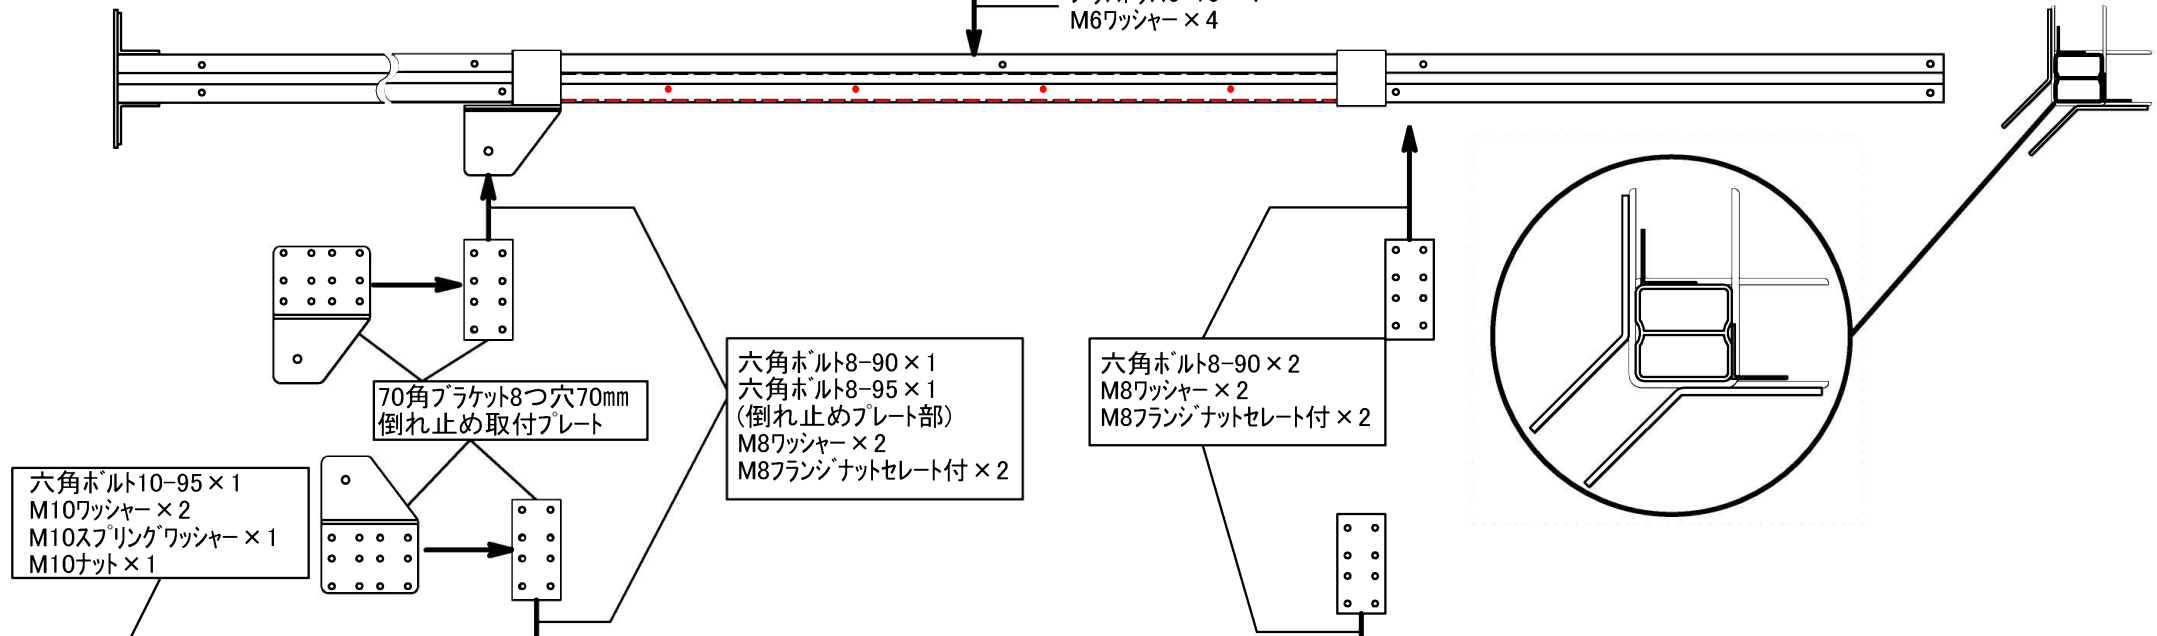 M6ワッシャー×4
70角ブラケット8つ穴70mm
倒れ止め取付プレート
六角ボルト8-90×1
六角ボルト8-95×1
(倒れ止めプレート部)
M8ワッシャー×2
M8フランジナットセレート付×2
六角ボルト8-90×2
M8ワッシャー×2
M8フランジナットセレート付×2
六角ボルト10-95×1
M10ワッシャー×2
M10スプリングワッシャー×1
M10ナット×1